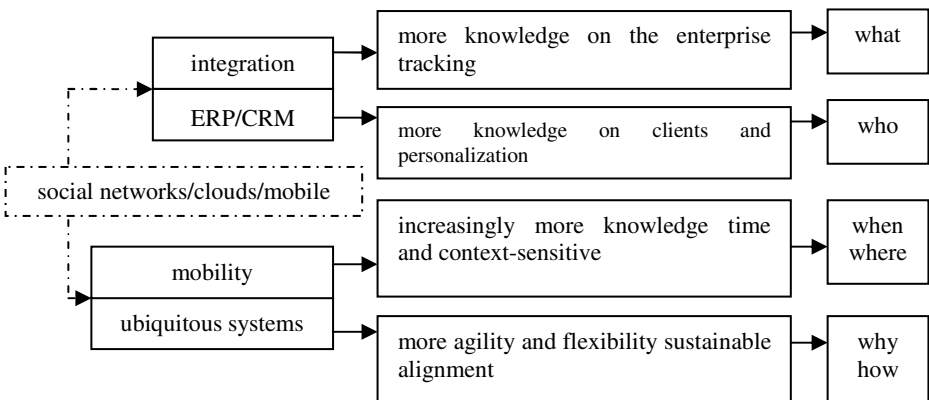 integration
ERP/CRM
more knowledge on the enterprise
tracking
what
more knowledge on clients and
personalization
who
social networks/clouds/mobile
mobility
ubiquitous systems
increasingly more knowledge time
and context-sensitive
when
where
more agility and flexibility sustainable
alignment
why
how